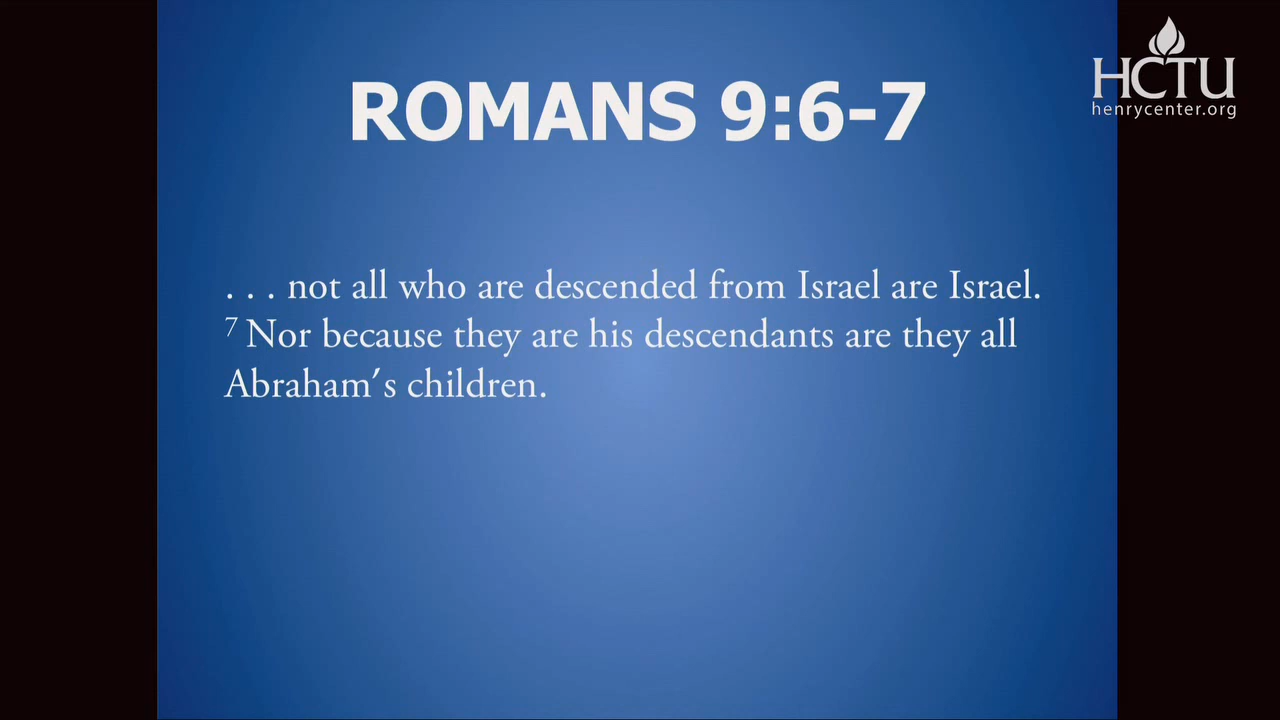 ROMANS 9:6-7
HCTU
henrycenter.org
. . . not all who are descended from Israel are Israel.
7 Nor because they are his descendants are they all
Abraham′s children.